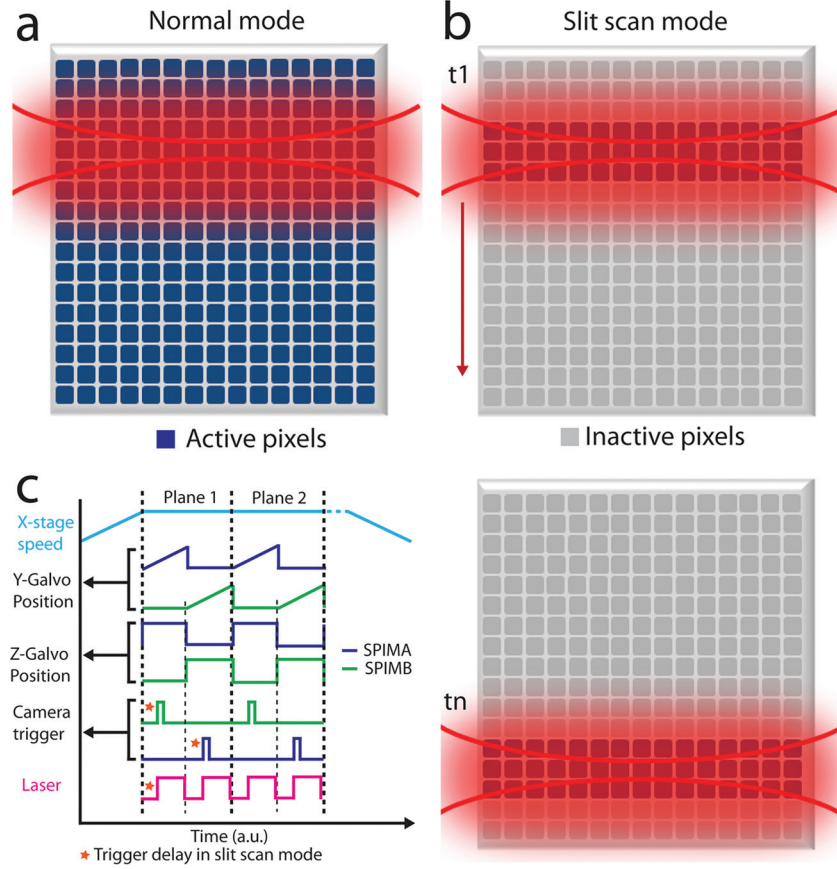 a
Normal mode
b
Slit scan mode
t1
Active pixels
Inactive pixels
c
Plane 1
Plane 2
X-stage
speed
Y-Galvo
Position
Z-Galvo
Position
SPIMA
SPIMB
Camera
trigger
Laser
Time (a.u.)
Trigger delay in slit scan mode
tn